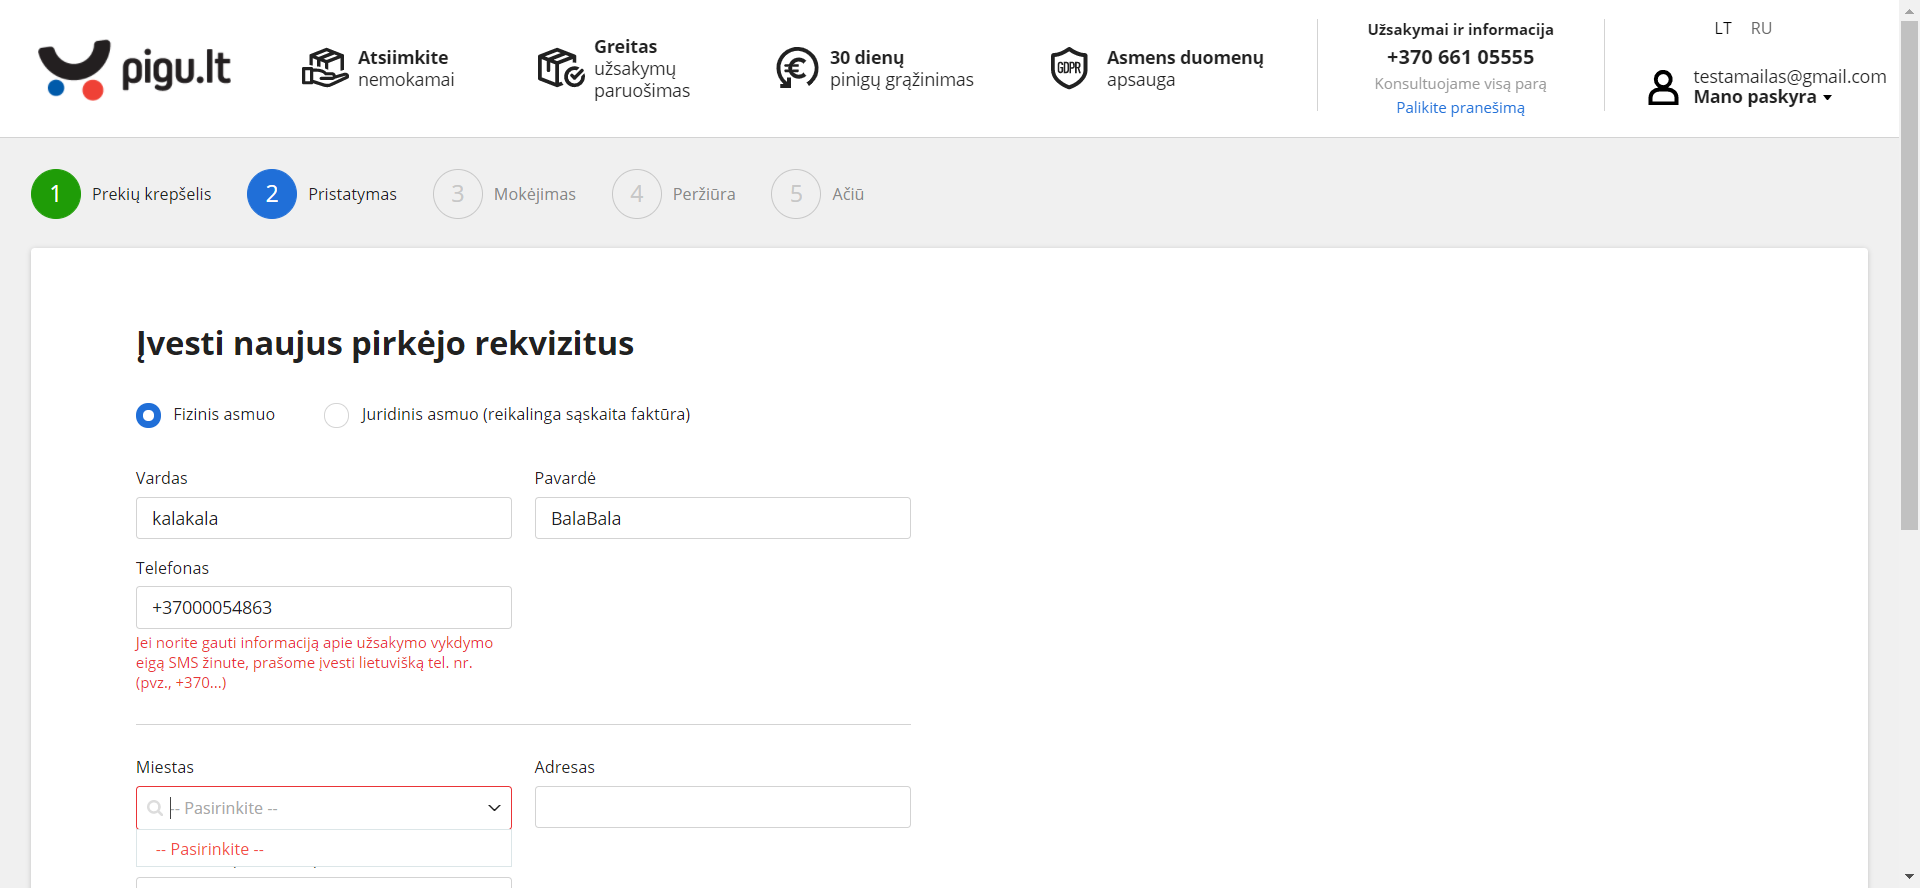 pigu.lt
Atsiimkite
nemokamai
Greitas
užsakymų
paruošimas
30 dienų
pinigų grąžinimas
GDPR
Asmens duomenų
apsauga
Užsakymai ir informacija
+370 661 05555
Konsultuojame visą parą
Palikite pranešimą
LT RU
testamailas@gmail.com
Mano paskyra
1 Prekių krepšelis 2 Pristatymas 3 Mokėjimas 4 Peržiūra 5 Ačiū
Įvesti naujus pirkėjo rekvizitus
Fizinis asmuo Juridinis asmuo (reikalinga sąskaita faktūra)
Vardas Pavardė
kalakala BalaBala
Telefonas
+37000054863
Jei norite gauti informaciją apie užsakymo vykdymo
eigą SMS žinute, prašome įvesti lietuvišką tel. nr.
(pvz., +370...)
Miestas Adresas
-- Pasirinkite --
-- Pasirinkite --